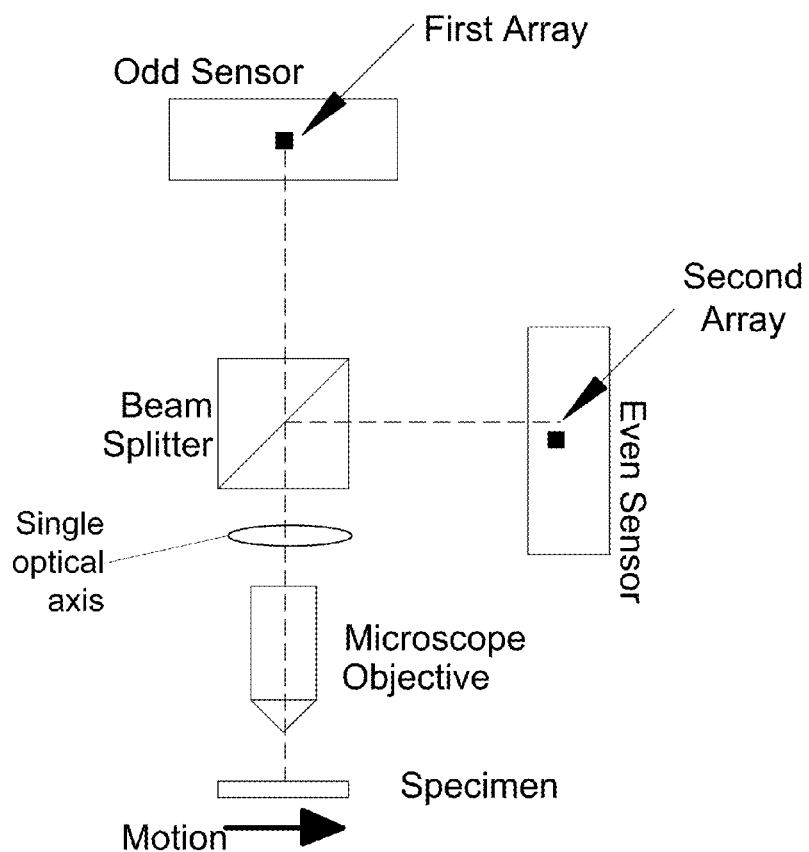 First Array
Odd Sensor
Second
Array
Beam
Splitter
Even Sensor
Single
optical
axis
Microscope
Objective
Specimen
Motion